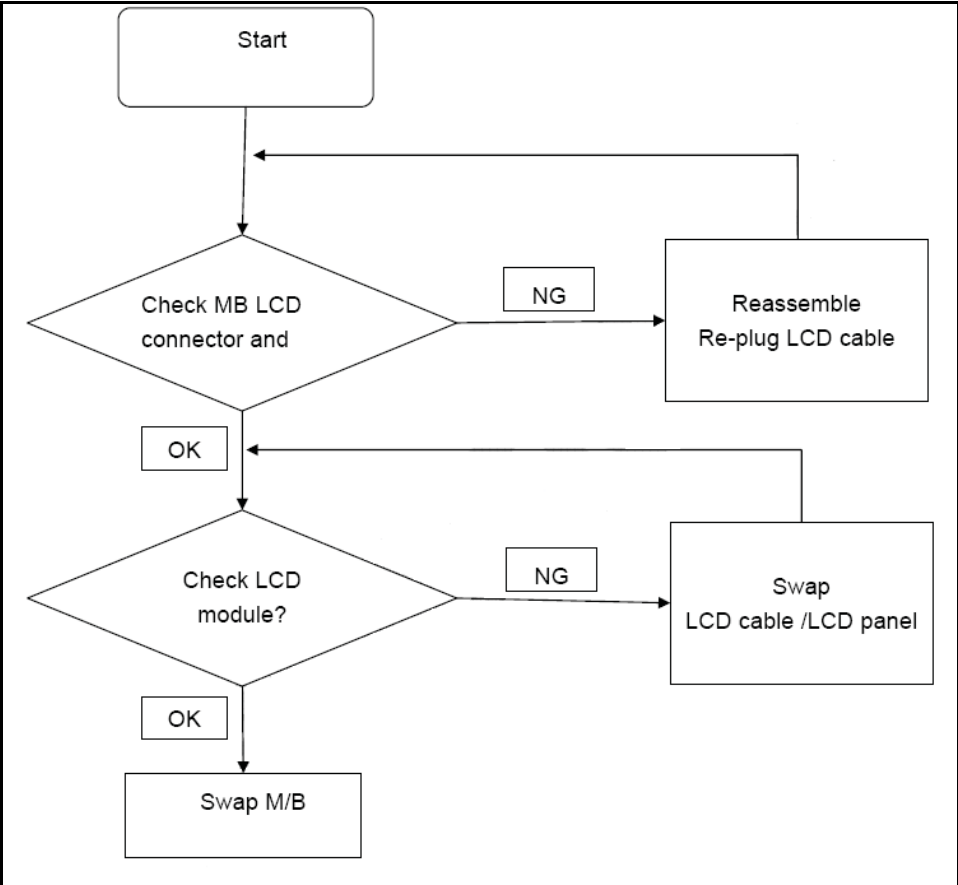 Start
Check MB LCD
connector and
NG
Reassemble
Re-plug LCD cable
OK
Check LCD
module?
NG
Swap
LCD cable /LCD panel
OK
Swap M/B